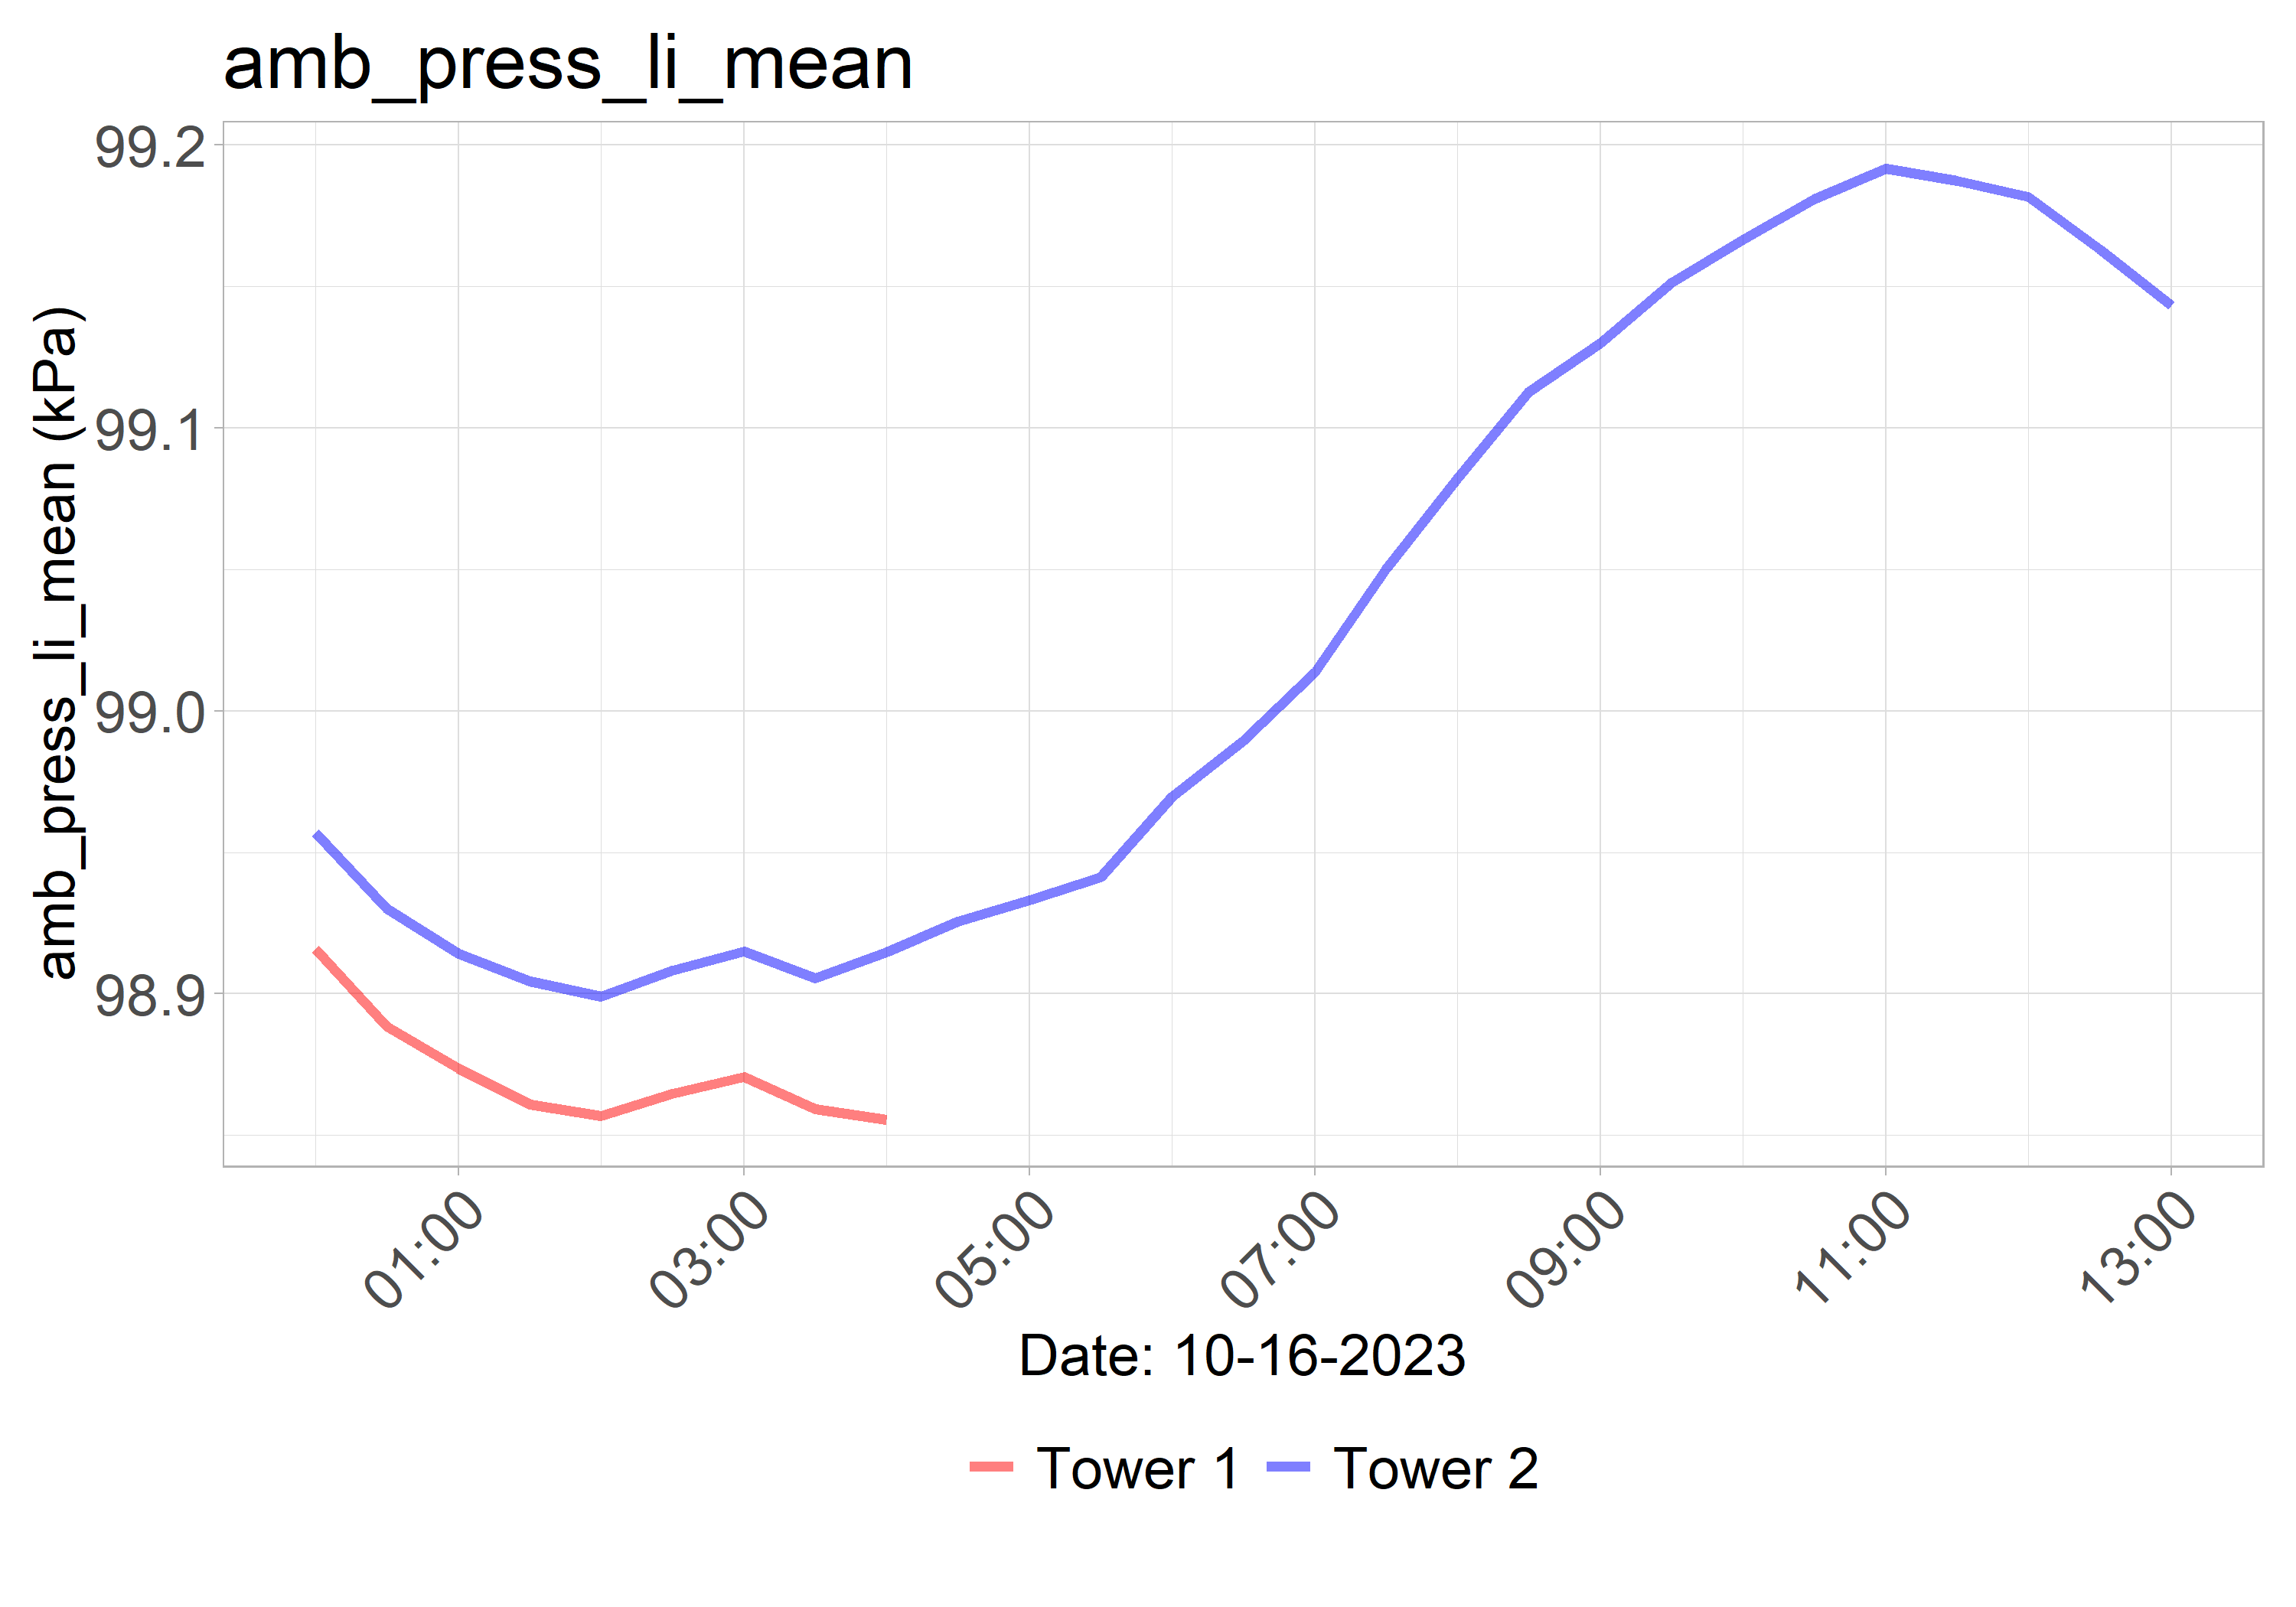 amb_press_li_mean
amb_press_li_mean (kPa)
99.2
99.1
99.0
98.9
01:00 03:00 05:00 07:00 09:00 11:00 13:00
Date: 10-16-2023
Tower 1 Tower 2